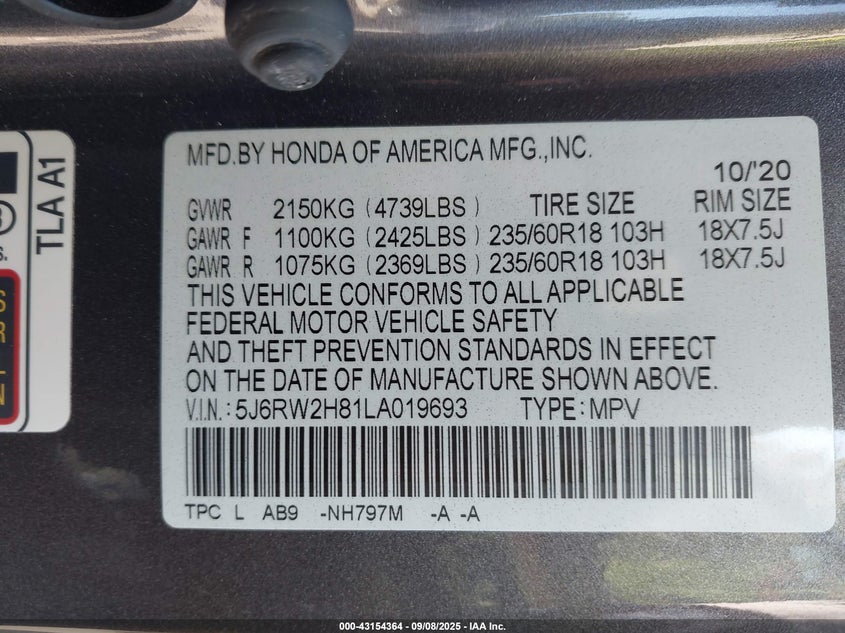 MFD.BY HONDA OF AMERICA MFG.,INC.
10/'20
GVWR 2150KG (4739LBS) TIRE SIZE RIM SIZE
GAWR F 1100KG (2425LBS) 235/60R18 103H 18X7.5J
GAWR R 1075KG (2369LBS) 235/60R18 103H 18X7.5J
THIS VEHICLE CONFORMS TO ALL APPLICABLE
FEDERAL MOTOR VEHICLE SAFETY
AND THEFT PREVENTION STANDARDS IN EFFECT
ON THE DATE OF MANUFACTURE SHOWN ABOVE.
V.I.N.: 5J6RW2H81LA019693 TYPE: MPV
TPC L AB9 -NH797M -A -A
TLA A1
000-43154364 - 09/08/2025 - IAA Inc.